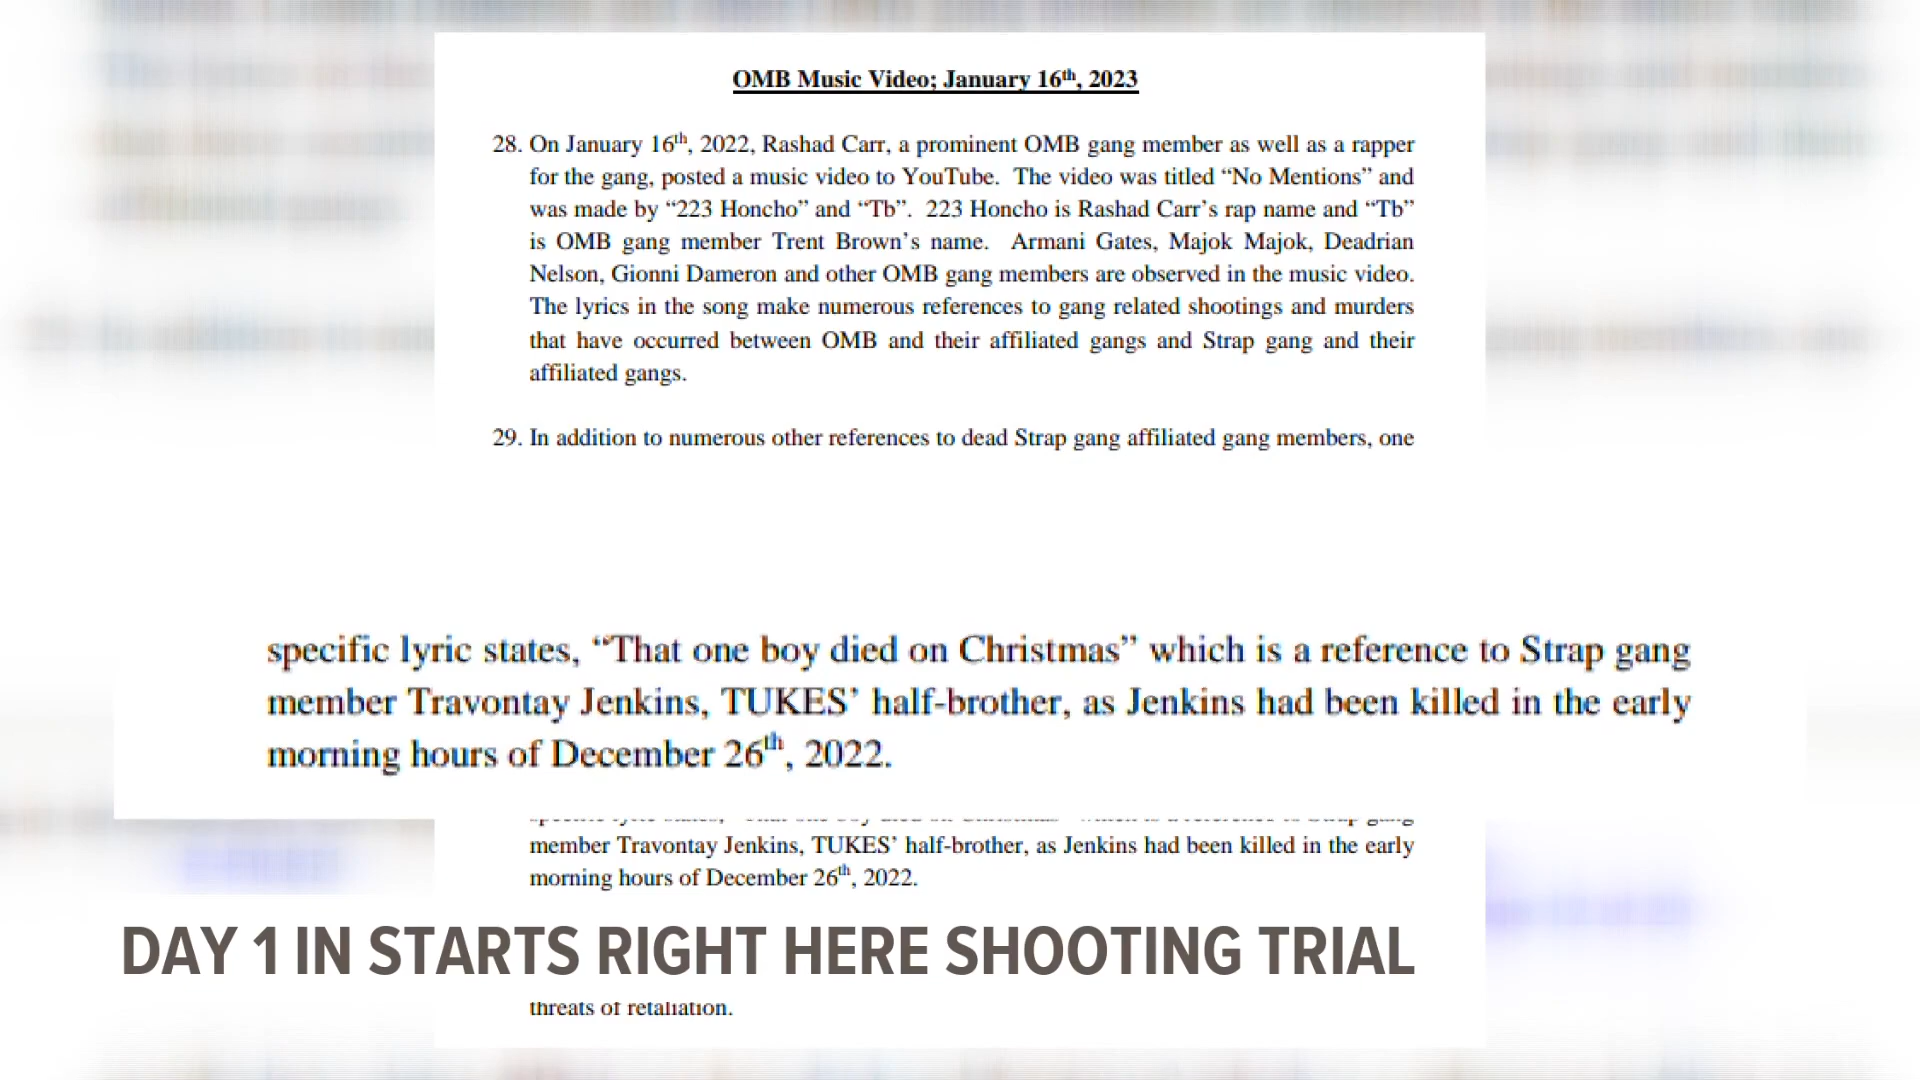 OMB Music Video; January 16th, 2023
28. On January 16th, 2022, Rashad Carr, a prominent OMB gang member as well as a rapper
for the gang, posted a music video to YouTube. The video was titled “No Mentions” and
was made by “223 Honcho” and “Tb”. 223 Honcho is Rashad Carr’s rap name and “Tb”
is OMB gang member Trent Brown’s name. Armani Gates, Majok Majok, Deadrian
Nelson, Gionni Dameron and other OMB gang members are observed in the music video.
The lyrics in the song make numerous references to gang related shootings and murders
that have occurred between OMB and their affiliated gangs and Strap gang and their
affiliated gangs.
29. In addition to numerous other references to dead Strap gang affiliated gang members, one
specific lyric states, “That one boy died on Christmas” which is a reference to Strap gang
member Travontay Jenkins, TUKES’ half-brother, as Jenkins had been killed in the early
morning hours of December 26th, 2022.
member Travontay Jenkins, TUKES’ half-brother, as Jenkins had been killed in the early
morning hours of December 26th, 2022.
DAY 1 IN STARTS RIGHT HERE SHOOTING TRIAL
threats of retaliation.